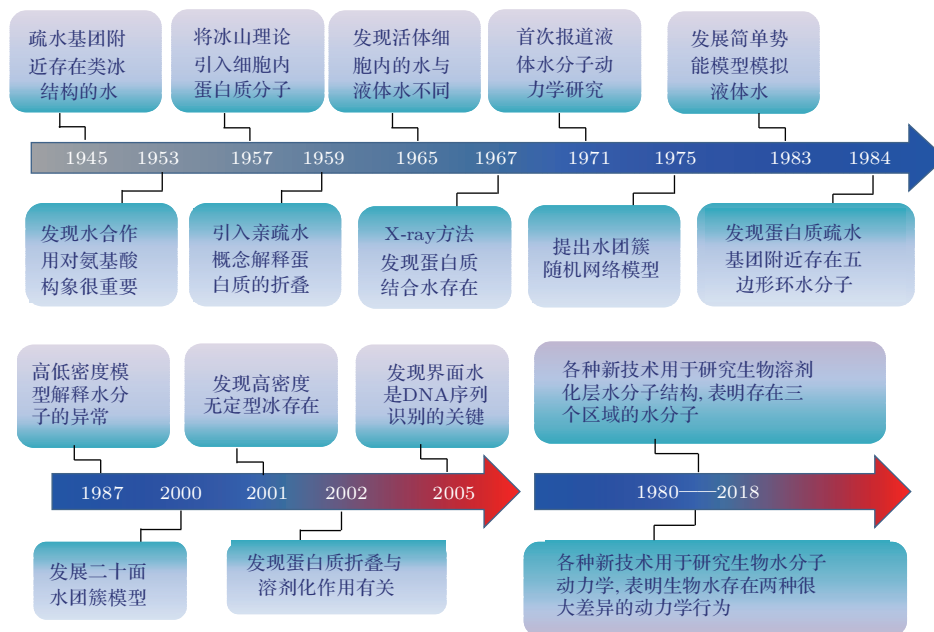 疏水基团附
近存在类冰
结构的水
将冰山理论
引入细胞内
蛋白质分子
发现活体细
胞内的水与
液体水不同
首次报道液
体水分子动
力学研究
发展简单势
能模型模拟
液体水
1945 1953 1957 1959 1965 1967 1971 1975 1983 1984
发现水合作
用对氨基酸
构象很重要
引入亲疏水
概念解释蛋
白质的折叠
X-ray方法
发现蛋白质
结合水存在
提出水团簇
随机网络模型
发现蛋白质疏水
基团附近存在五
边形环水分子
高低密度模
型解释水分
子的异常
发现高密度
无定型冰存在
发现界面水
是DNA序列
识别的关键
各种新技术用于研究生物溶剂
化层水分子结构, 表明存在三
个区域的水分子
1987 2000 2001 2002 2005
1980——2018
发展二十面
水团簇模型
发现蛋白质折叠与
溶剂化作用有关
各种新技术用于研究生物水分子
动力学, 表明生物水存在两种很
大差异的动力学行为